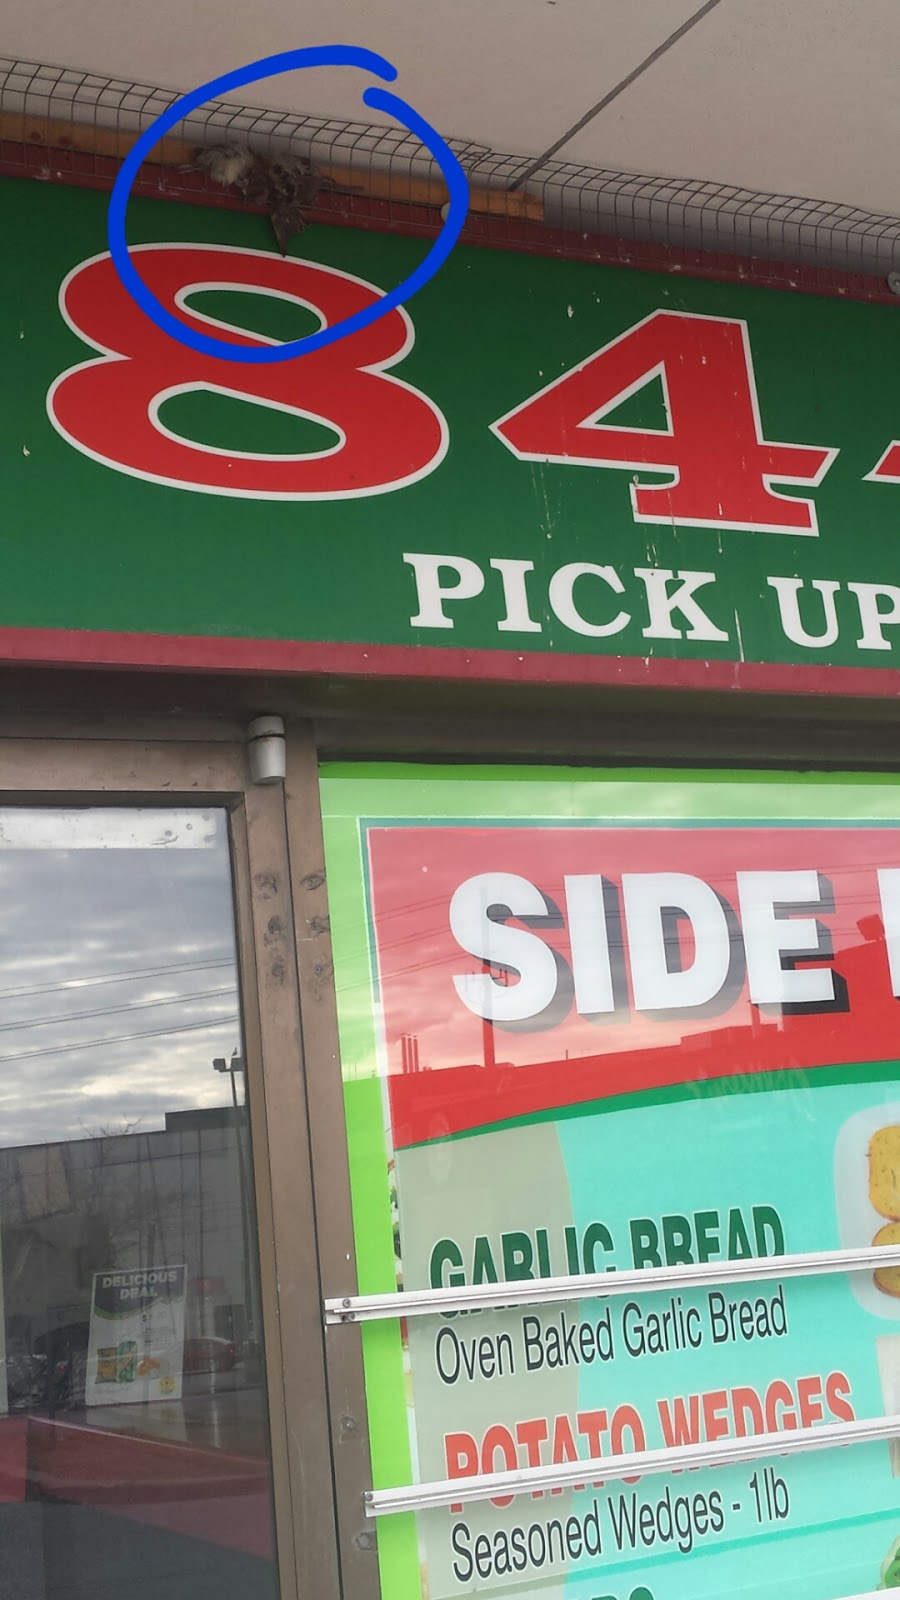 84
PICK UP
SIDE
GARLIC BREAD
Oven Baked Garlic Bread
POTATO WEDGES
Seasoned Wedges - 1lb
DELICIOUS
DEAL